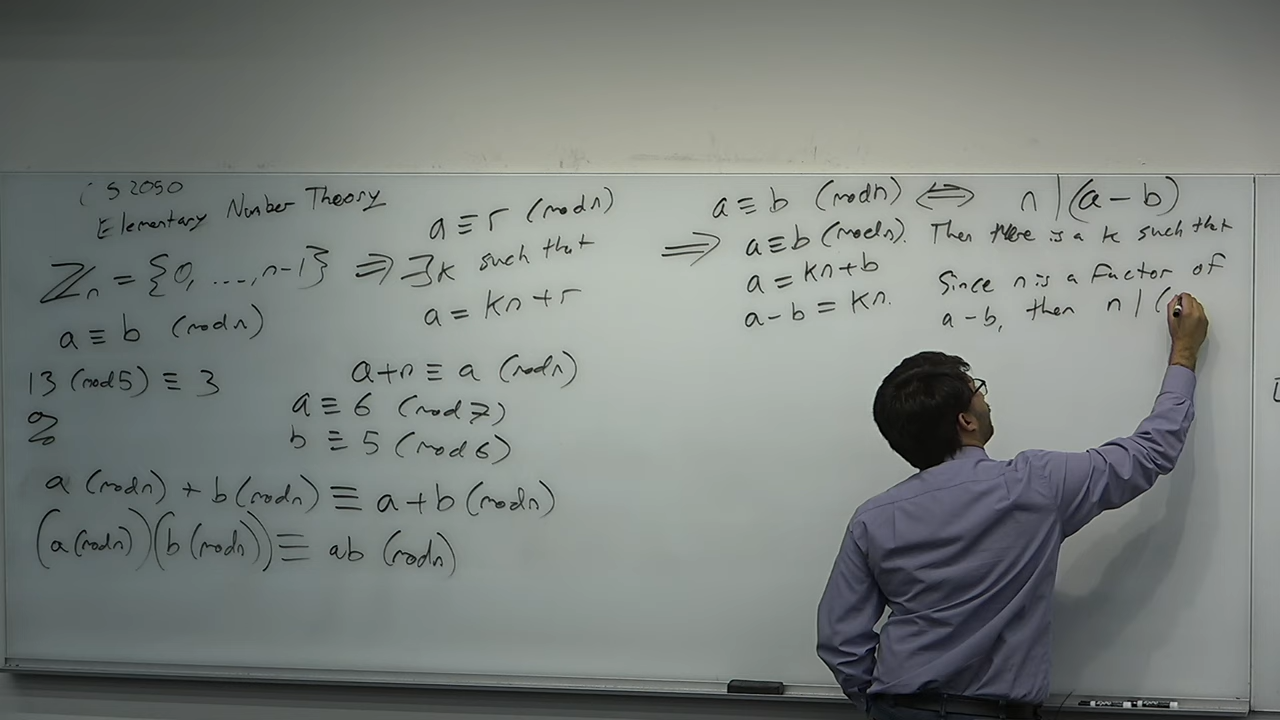 CS 2050
Elementary Number Theory
ℤₙ = {0, ..., n-1}
a ≡ b (mod n)
13 (mod 5) ≡ 3
a ≡ r (mod n)
⇒ ∃k such that
a = kn + r
a + n ≡ a (mod n)
a ≡ 6 (mod 7)
b ≡ 5 (mod 6)
a (mod n) + b (mod n) ≡ a + b (mod n)
(a (mod n))(b (mod n)) ≡ ab (mod n)
a ≡ b (mod n) ⇔ n | (a - b)
⇒ a ≡ b (mod n). Then there is a k such that
a = kn + b
a - b = kn.
Since n is a factor of
a - b, then n | (